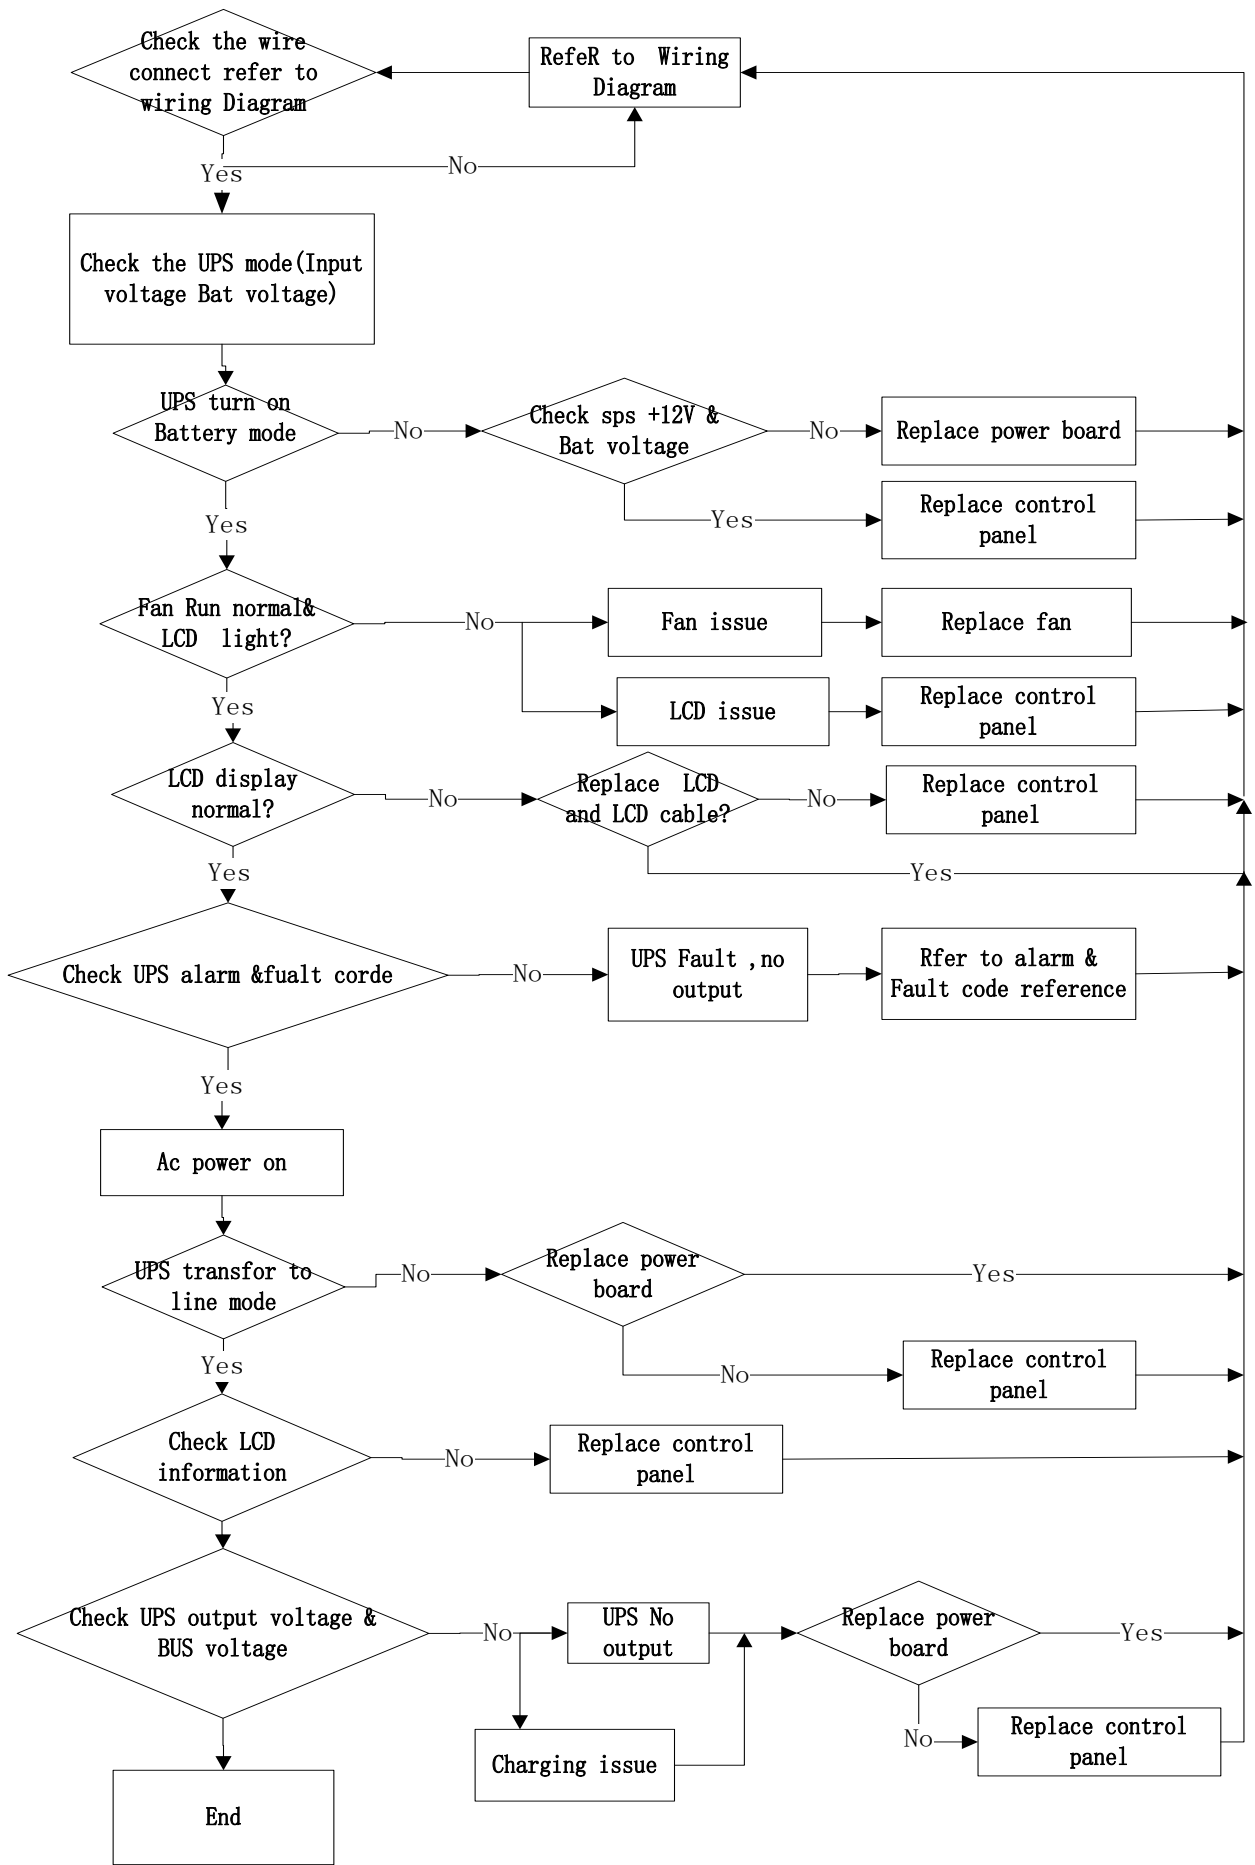 Check the wire
connect refer to
wiring Diagram
RefeR to  Wiring
Diagram
Yes
No
Check the UPS mode(Input
voltage Bat voltage)
UPS turn on
Battery mode
No
Check sps +12V &
Bat voltage
No
Replace power board
Yes
Replace control
panel
Yes
Fan Run normal&
LCD  light?
No
Fan issue
Replace fan
LCD issue
Replace control
panel
Yes
LCD display
normal?
No
Replace  LCD
and LCD cable?
No
Replace control
panel
Yes
Yes
Check UPS alarm &fualt corde
No
UPS Fault ,no
output
Rfer to alarm &
Fault code reference
Yes
Ac power on
UPS transfor to
line mode
No
Replace power
board
Yes
No
Replace control
panel
Yes
Check LCD
information
No
Replace control
panel
Check UPS output voltage &
BUS voltage
No
UPS No
output
Replace power
board
Yes
Charging issue
No
Replace control
panel
End